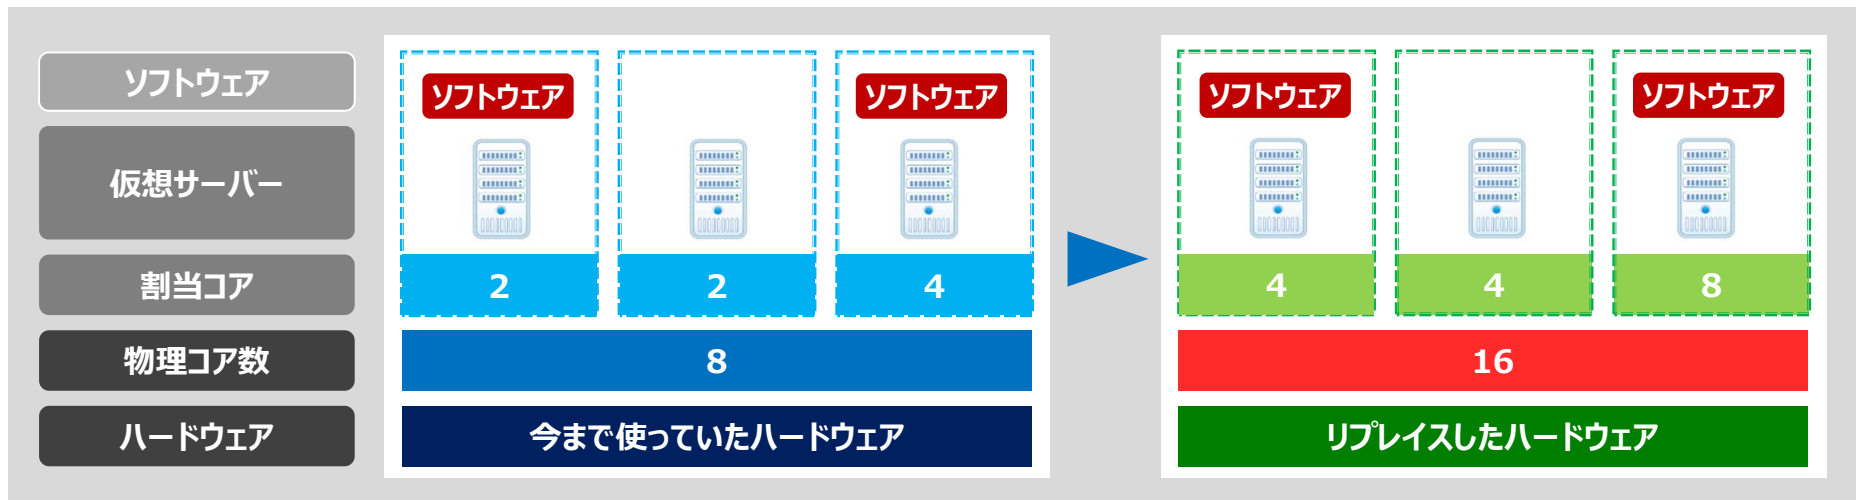 ソフトウェア
仮想サーバー
割当コア
物理コア数
ハードウェア
ソフトウェア
ソフトウェア
2
2
4
8
今まで使っていたハードウェア
ソフトウェア
ソフトウェア
4
4
8
16
リプレイスしたハードウェア